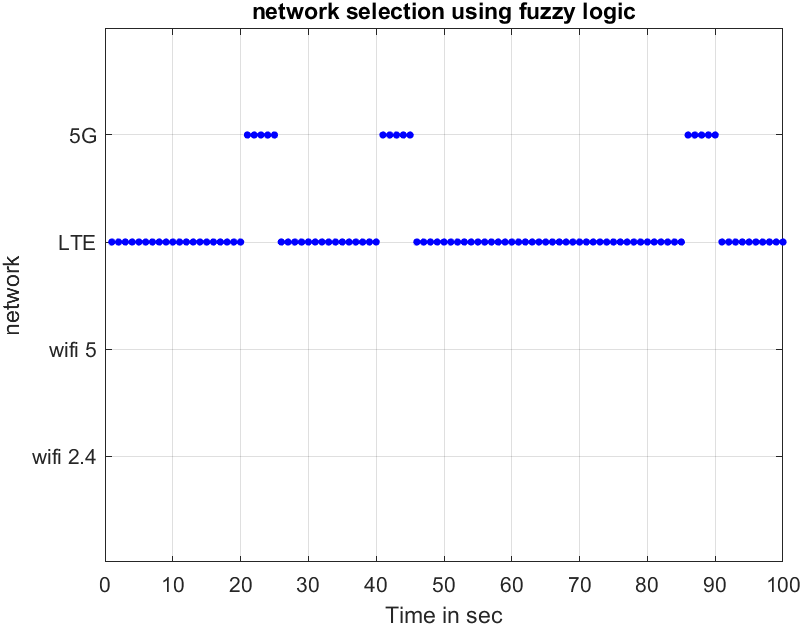 network selection using fuzzy logic
5G
LTE
wifi 5
wifi 2.4
network
0 10 20 30 40 50 60 70 80 90 100
Time in sec